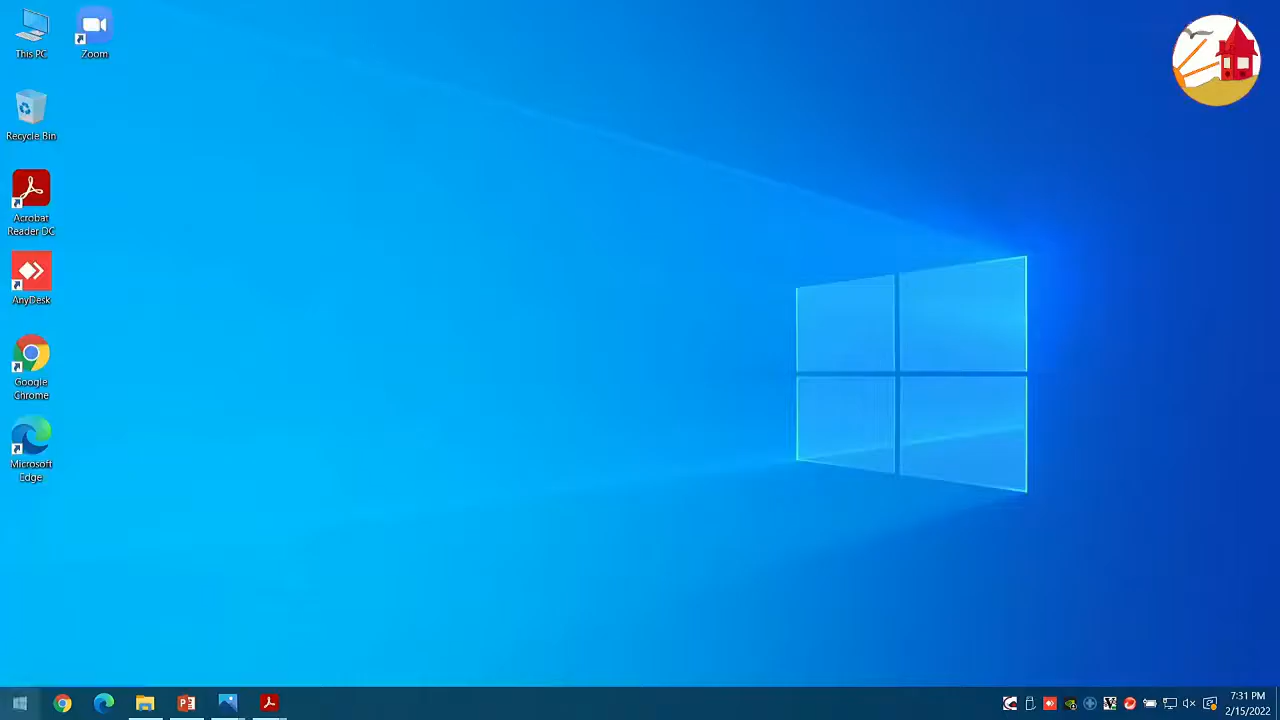 This PC
Zoom
Recycle Bin
Acrobat
Reader DC
AnyDesk
Google
Chrome
Microsoft
Edge
7:31 PM
2/15/2022